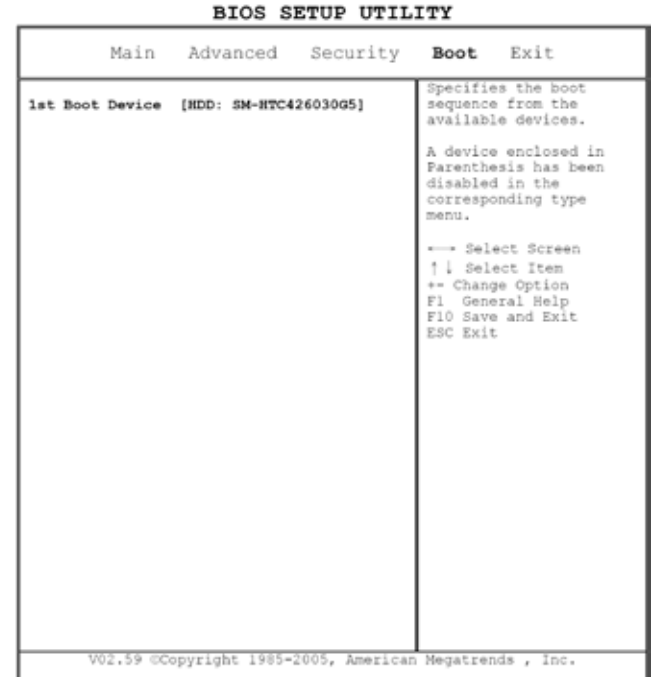 BIOS SETUP UTILITY
Main Advanced Security Boot Exit
1st Boot Device [HDD: SM-HTC426030G5]
Specifies the boot
sequence from the
available devices.
A device enclosed in
Parenthesis has been
disabled in the
corresponding type
menu.
←→ Select Screen
↑↓ Select Item
+- Change Option
F1 General Help
F10 Save and Exit
ESC Exit
V02.59 ©Copyright 1985-2005, American Megatrends , Inc.